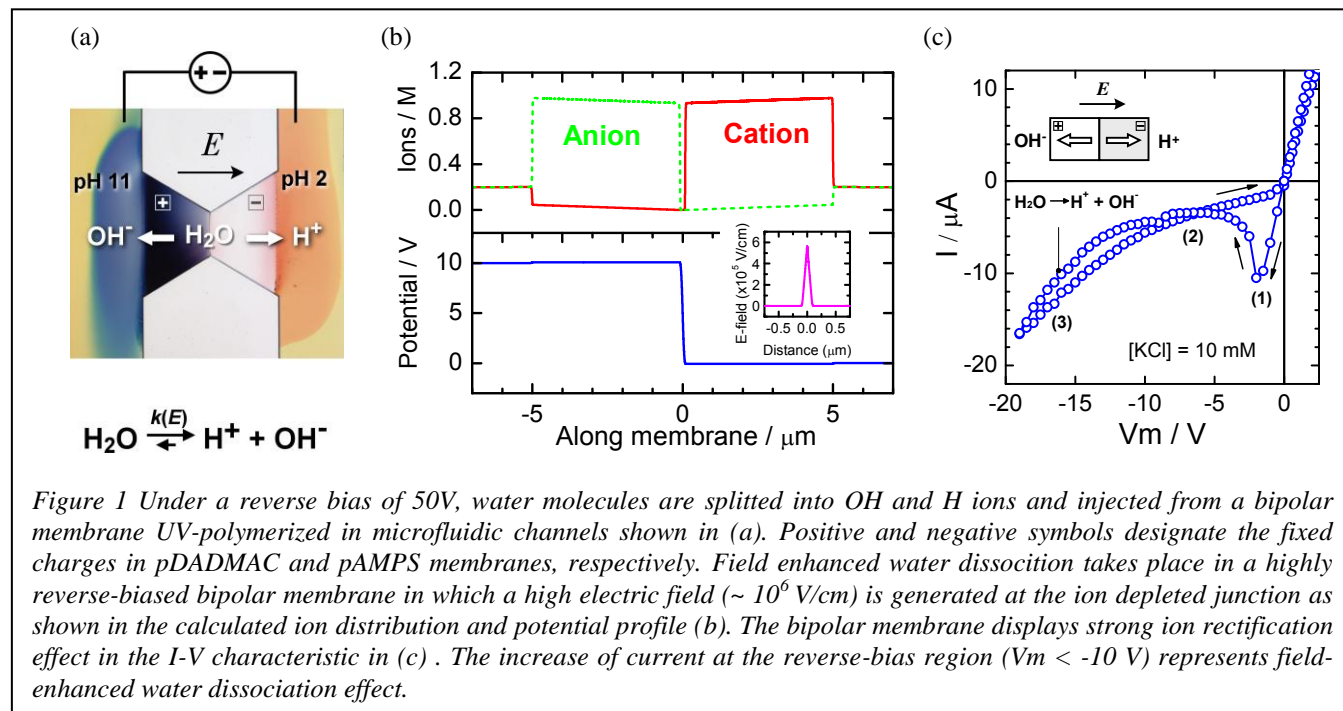 (a)
+ -
E
pH 11
pH 2
+
-
OH⁻ H₂O H⁺
k(E)
H₂O ⇌ H⁺ + OH⁻
(b)
Ions / M
1.2
0.8
0.4
0.0
Anion
Cation
Potential / V
10
5
0
E-field (x10⁵ V/cm)
6
4
2
0
-0.5 0.0 0.5
Distance (μm)
-5 0 5
Along membrane / μm
(c)
I / μA
10
0
-10
-20
E
+
-
OH⁻
H⁺
H₂O→H⁺ + OH⁻
(1)
(2)
(3)
[KCl] = 10 mM
-20 -15 -10 -5 0
Vm / V
Figure 1 Under a reverse bias of 50V, water molecules are splitted into OH and H ions and injected from a bipolar
membrane UV-polymerized in microfluidic channels shown in (a). Positive and negative symbols designate the fixed
charges in pDADMAC and pAMPS membranes, respectively. Field enhanced water dissocition takes place in a highly
reverse-biased bipolar membrane in which a high electric field (~ 10⁶ V/cm) is generated at the ion depleted junction as
shown in the calculated ion distribution and potential profile (b). The bipolar membrane displays strong ion rectification
effect in the I-V characteristic in (c) . The increase of current at the reverse-bias region (Vm < -10 V) represents field-
enhanced water dissociation effect.